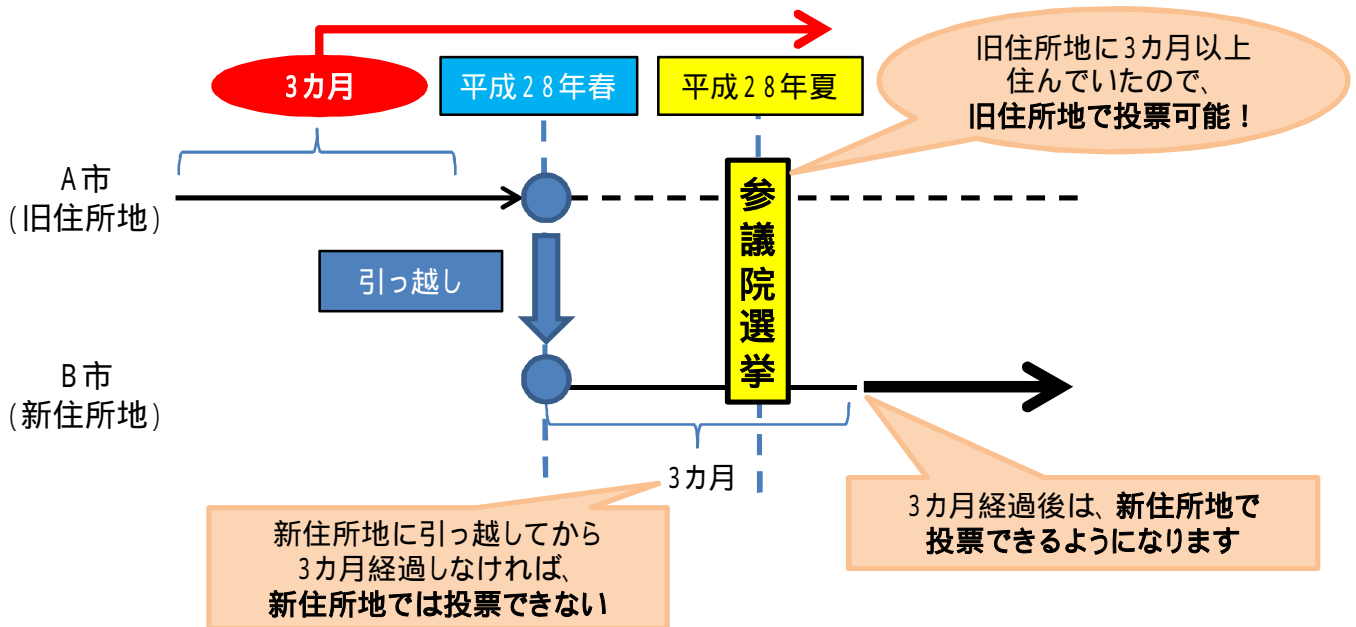 3カ月
平成28年春
平成28年夏
旧住所地に3カ月以上
住んでいたので、
旧住所地で投票可能！
A市
(旧住所地)
参議院選挙
引っ越し
B市
(新住所地)
3カ月
新住所地に引っ越してから
3カ月経過しなければ、
新住所地では投票できない
3カ月経過後は、新住所地で
投票できるようになります